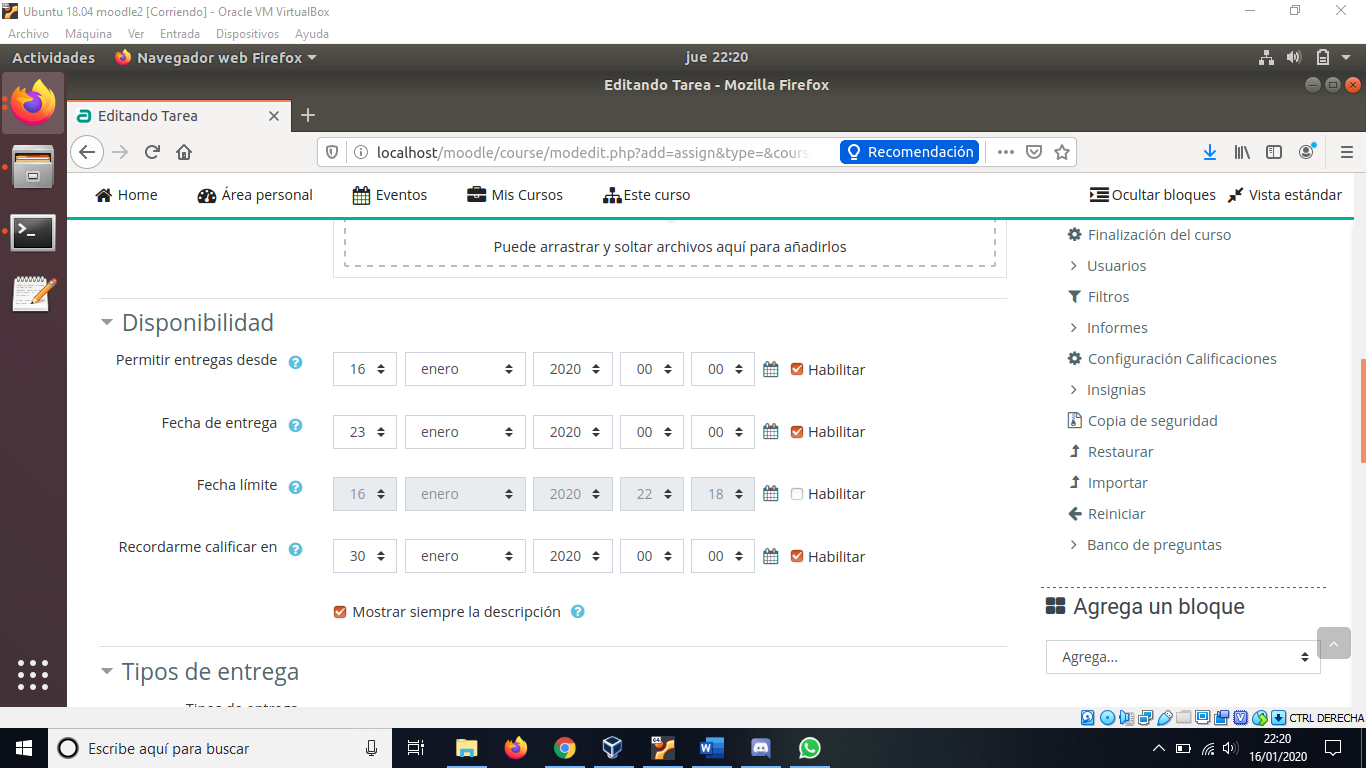 Ubuntu 18.04 moodle2 [Corriendo] - Oracle VM VirtualBox
Archivo Máquina Ver Entrada Dispositivos Ayuda
Actividades Navegador web Firefox jue 22:20
Editando Tarea - Mozilla Firefox
Editando Tarea
localhost/moodle/course/modedit.php?add=assign&type=&cours Recomendación
Home Área personal Eventos Mis Cursos Este curso Ocultar bloques Vista estándar
Puede arrastrar y soltar archivos aquí para añadirlos
Disponibilidad
Permitir entregas desde 16 enero 2020 00 00 Habilitar
Fecha de entrega 23 enero 2020 00 00 Habilitar
Fecha límite 16 enero 2020 22 18 Habilitar
Recordarme calificar en 30 enero 2020 00 00 Habilitar
Mostrar siempre la descripción
Tipos de entrega
Tipos de entrega
Finalización del curso
Usuarios
Filtros
Informes
Configuración Calificaciones
Insignias
Copia de seguridad
Restaurar
Importar
Reiniciar
Banco de preguntas
Agrega un bloque
Agrega...
CTRL DERECHA
Escribe aquí para buscar
22:20
16/01/2020